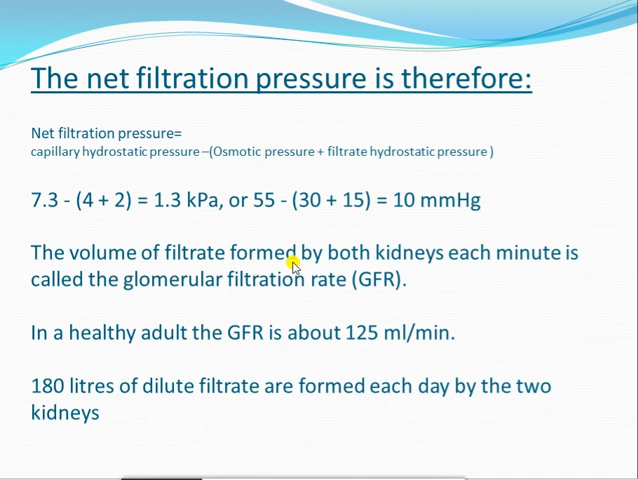 The net filtration pressure is therefore:
Net filtration pressure=
capillary hydrostatic pressure –(Osmotic pressure + filtrate hydrostatic pressure )
7.3 - (4 + 2) = 1.3 kPa, or 55 - (30 + 15) = 10 mmHg
The volume of filtrate formed by both kidneys each minute is
called the glomerular filtration rate (GFR).
In a healthy adult the GFR is about 125 ml/min.
180 litres of dilute filtrate are formed each day by the two
kidneys